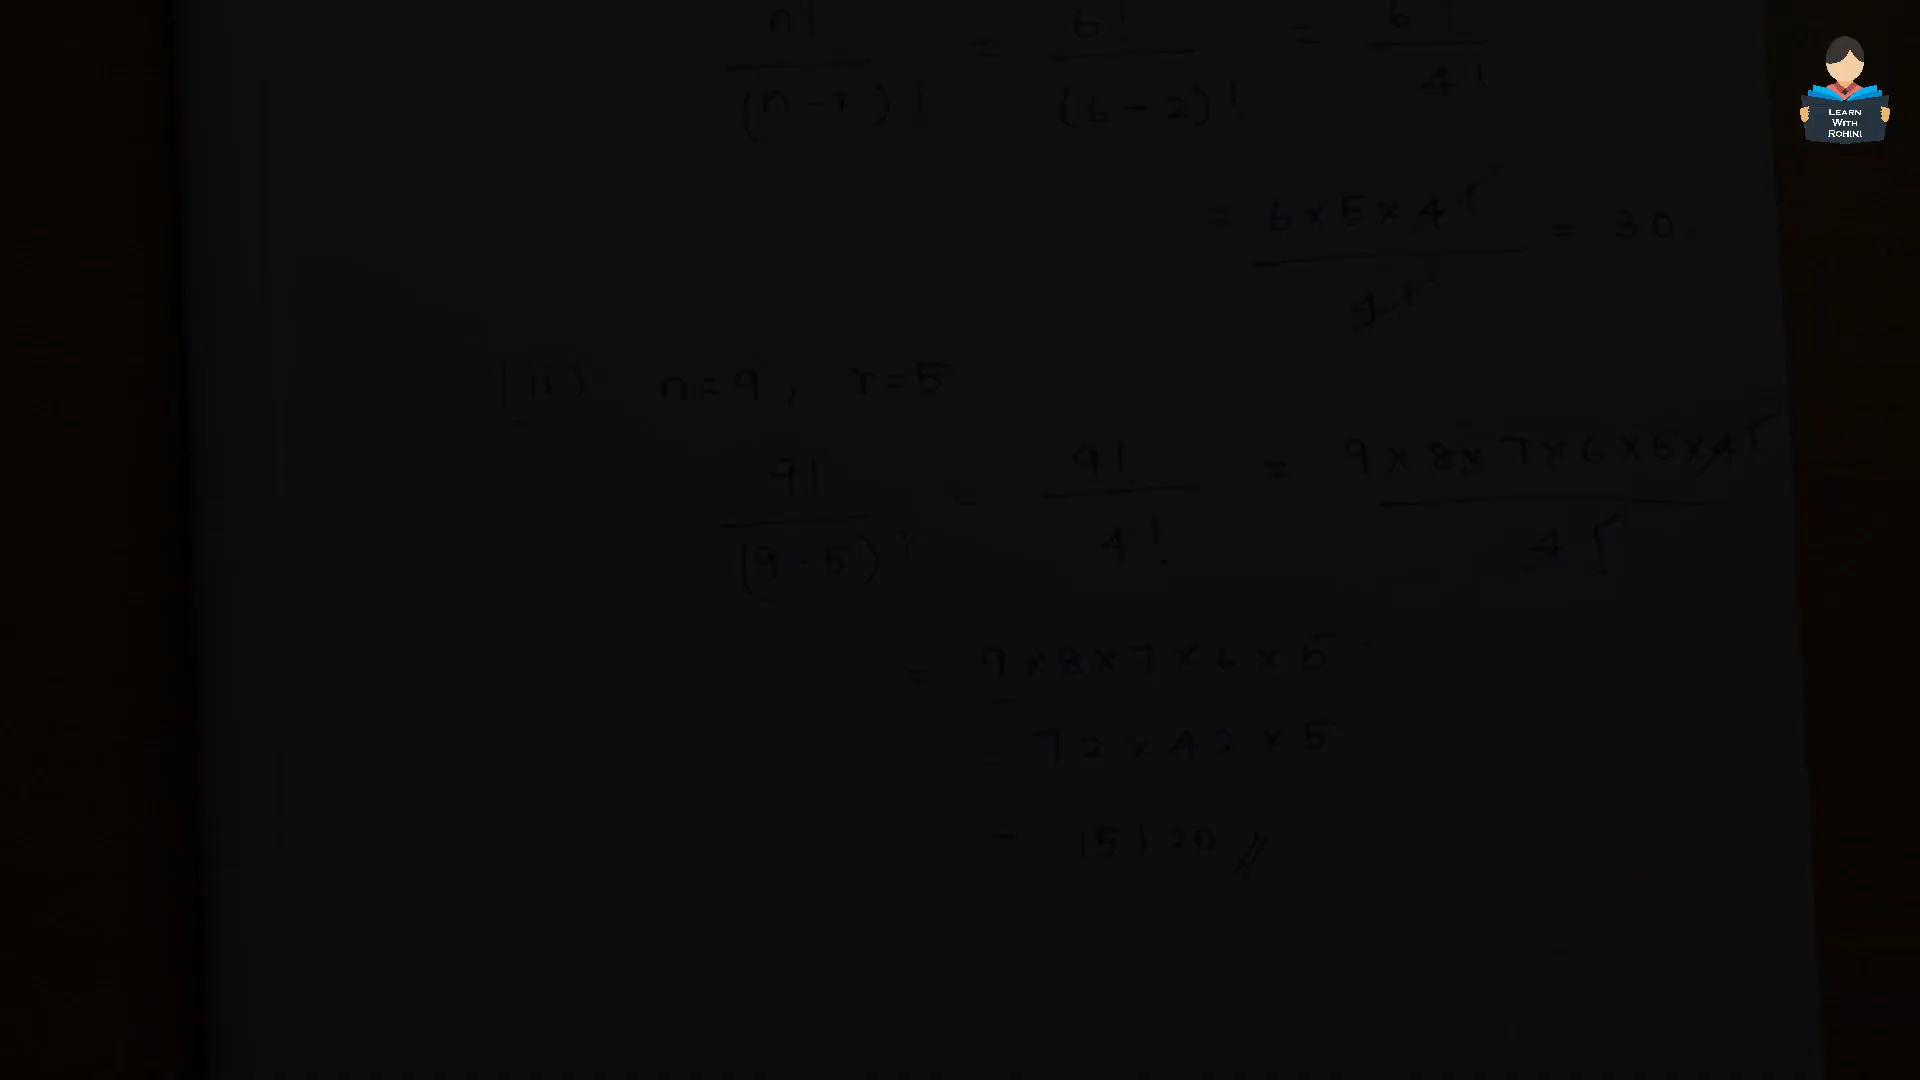 n! / (n-r)! = 6! / (6-2)! = 6! / 4!
= 6×5×4! / 4! = 30
(ii) n=9, r=5
9! / (9-5)! = 9! / 4! = 9×8×7×6×5×4! / 4!
= 9×8×7×6×5
= 72×42×5
= 15120
LEARN
WITH
ROHINI